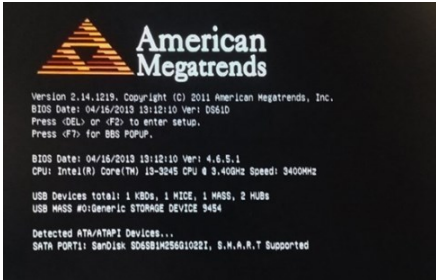 American
Megatrends
Version 2.14.1219. Copyright (C) 2011 American Megatrends, Inc.
BIOS Date: 04/16/2013 13:12:10 Ver: DS61D
Press <DEL> or <F2> to enter setup.
Press <F7> for BBS POPUP.
BIOS Date: 04/16/2013 13:12:10 Ver: 4.6.5.1
CPU: Intel(R) Core(TM) i3-3245 CPU @ 3.40GHz Speed: 3400MHz
USB Devices total: 1 KBDs, 1 MICE, 1 MASS, 2 HUBs
USB MASS #0:Generic STORAGE DEVICE 9454
Detected ATA/ATAPI Devices...
SATA PORT1: SanDisk SD6SB1M256G1022I, S.M.A.R.T Supported